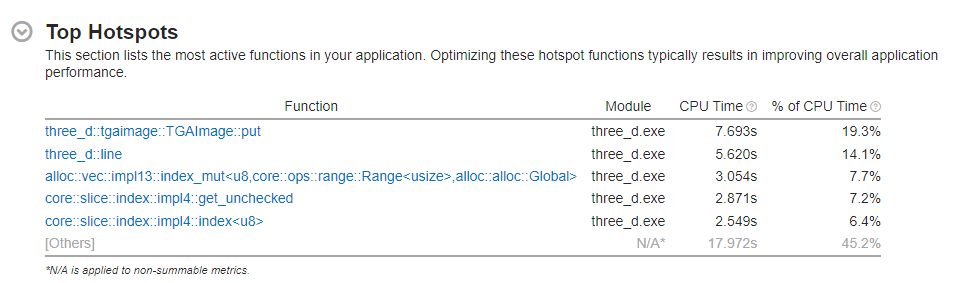 Top Hotspots
This section lists the most active functions in your application. Optimizing these hotspot functions typically results in improving overall application
performance.
Function Module CPU Time % of CPU Time
three_d::tgaimage::TGAImage::put three_d.exe 7.693s 19.3%
three_d::line three_d.exe 5.620s 14.1%
alloc::vec::impl13::index_mut<u8,core::ops::range::Range<usize>,alloc::alloc::Global> three_d.exe 3.054s 7.7%
core::slice::index::impl4::get_unchecked three_d.exe 2.871s 7.2%
core::slice::index::impl4::index<u8> three_d.exe 2.549s 6.4%
[Others] N/A* 17.972s 45.2%
*N/A is applied to non-summable metrics.